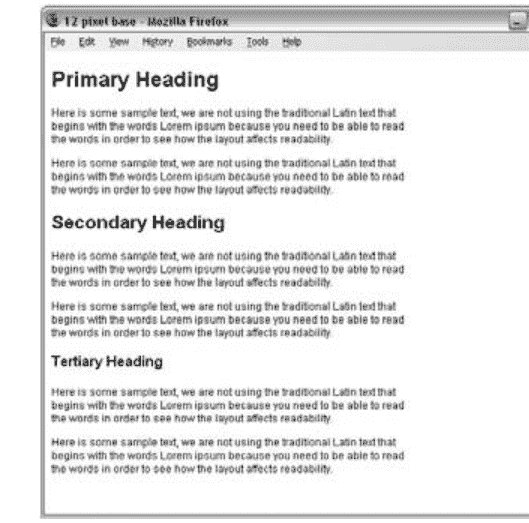 12 pixel base - Mozilla Firefox
File Edit View History Bookmarks Tools Help
Primary Heading
Here is some sample text, we are not using the traditional Latin text that
begins with the words Lorem ipsum because you need to be able to read
the words in order to see how the layout affects readability.
Here is some sample text, we are not using the traditional Latin text that
begins with the words Lorem ipsum because you need to be able to read
the words in order to see how the layout affects readability.
Secondary Heading
Here is some sample text, we are not using the traditional Latin text that
begins with the words Lorem ipsum because you need to be able to read
the words in order to see how the layout affects readability.
Here is some sample text, we are not using the traditional Latin text that
begins with the words Lorem ipsum because you need to be able to read
the words in order to see how the layout affects readability.
Tertiary Heading
Here is some sample text, we are not using the traditional Latin text that
begins with the words Lorem ipsum because you need to be able to read
the words in order to see how the layout affects readability.
Here is some sample text, we are not using the traditional Latin text that
begins with the words Lorem ipsum because you need to be able to read
the words in order to see how the layout affects readability.